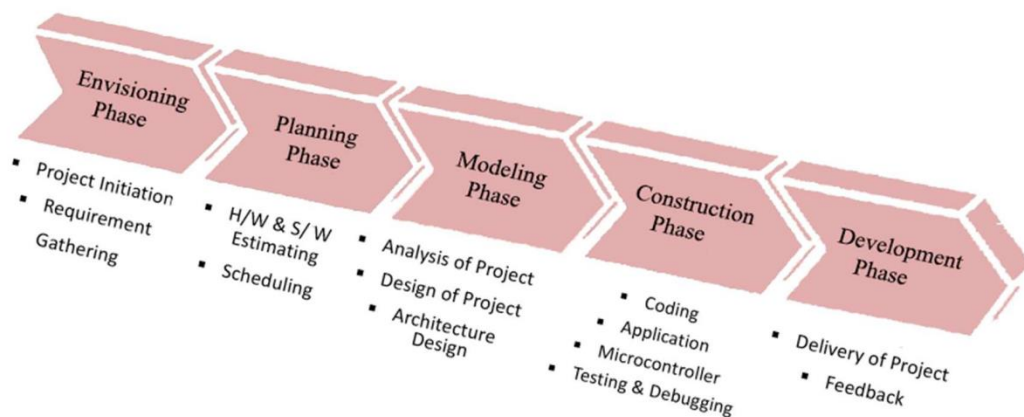 Envisioning
Phase
Project Initiation
Requirement
Gathering
Planning
Phase
H/W & S/ W
Estimating
Scheduling
Modeling
Phase
Analysis of Project
Design of Project
Architecture
Design
Construction
Phase
Coding
Application
Microcontroller
Testing & Debugging
Development
Phase
Delivery of Project
Feedback